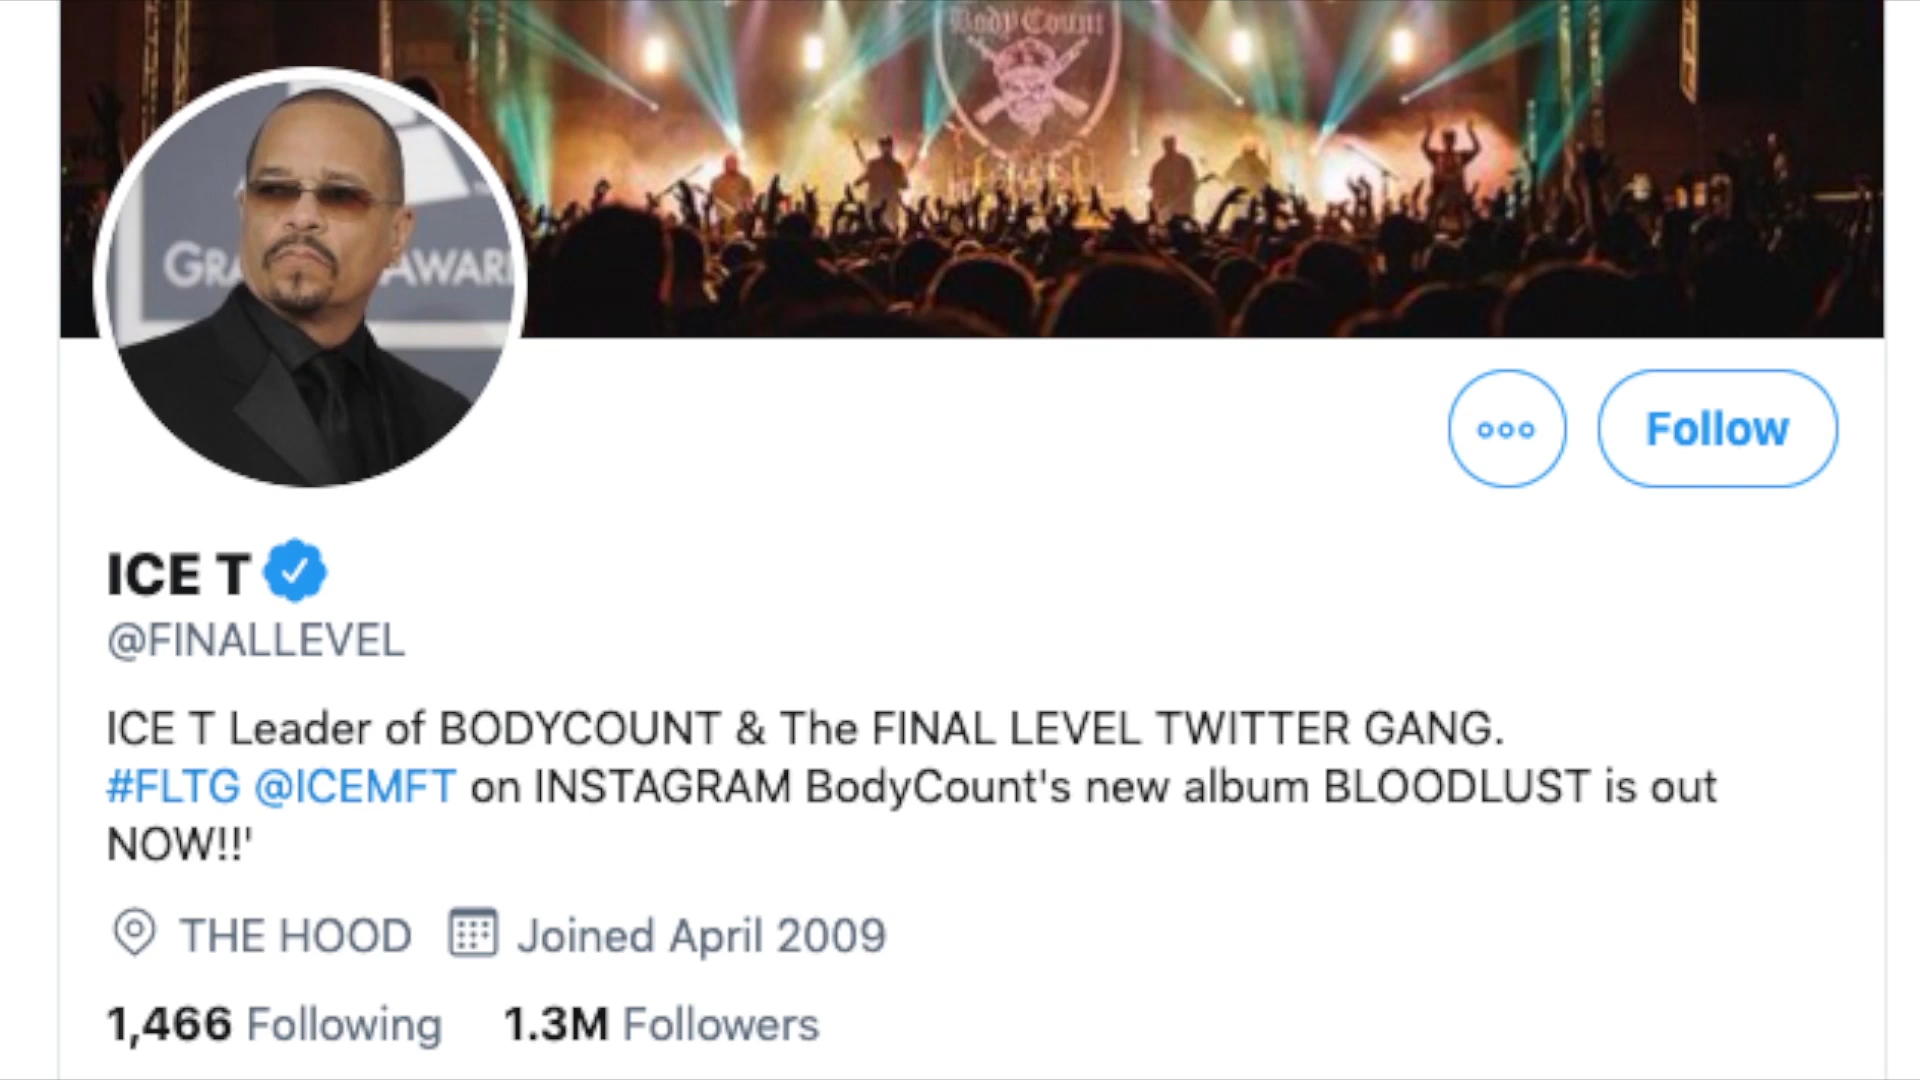 Body Count
GRA AWAR
Follow
ICE T
@FINALLEVEL
ICE T Leader of BODYCOUNT & The FINAL LEVEL TWITTER GANG.
#FLTG @ICEMFT on INSTAGRAM BodyCount's new album BLOODLUST is out
NOW!!'
THE HOOD Joined April 2009
1,466 Following 1.3M Followers